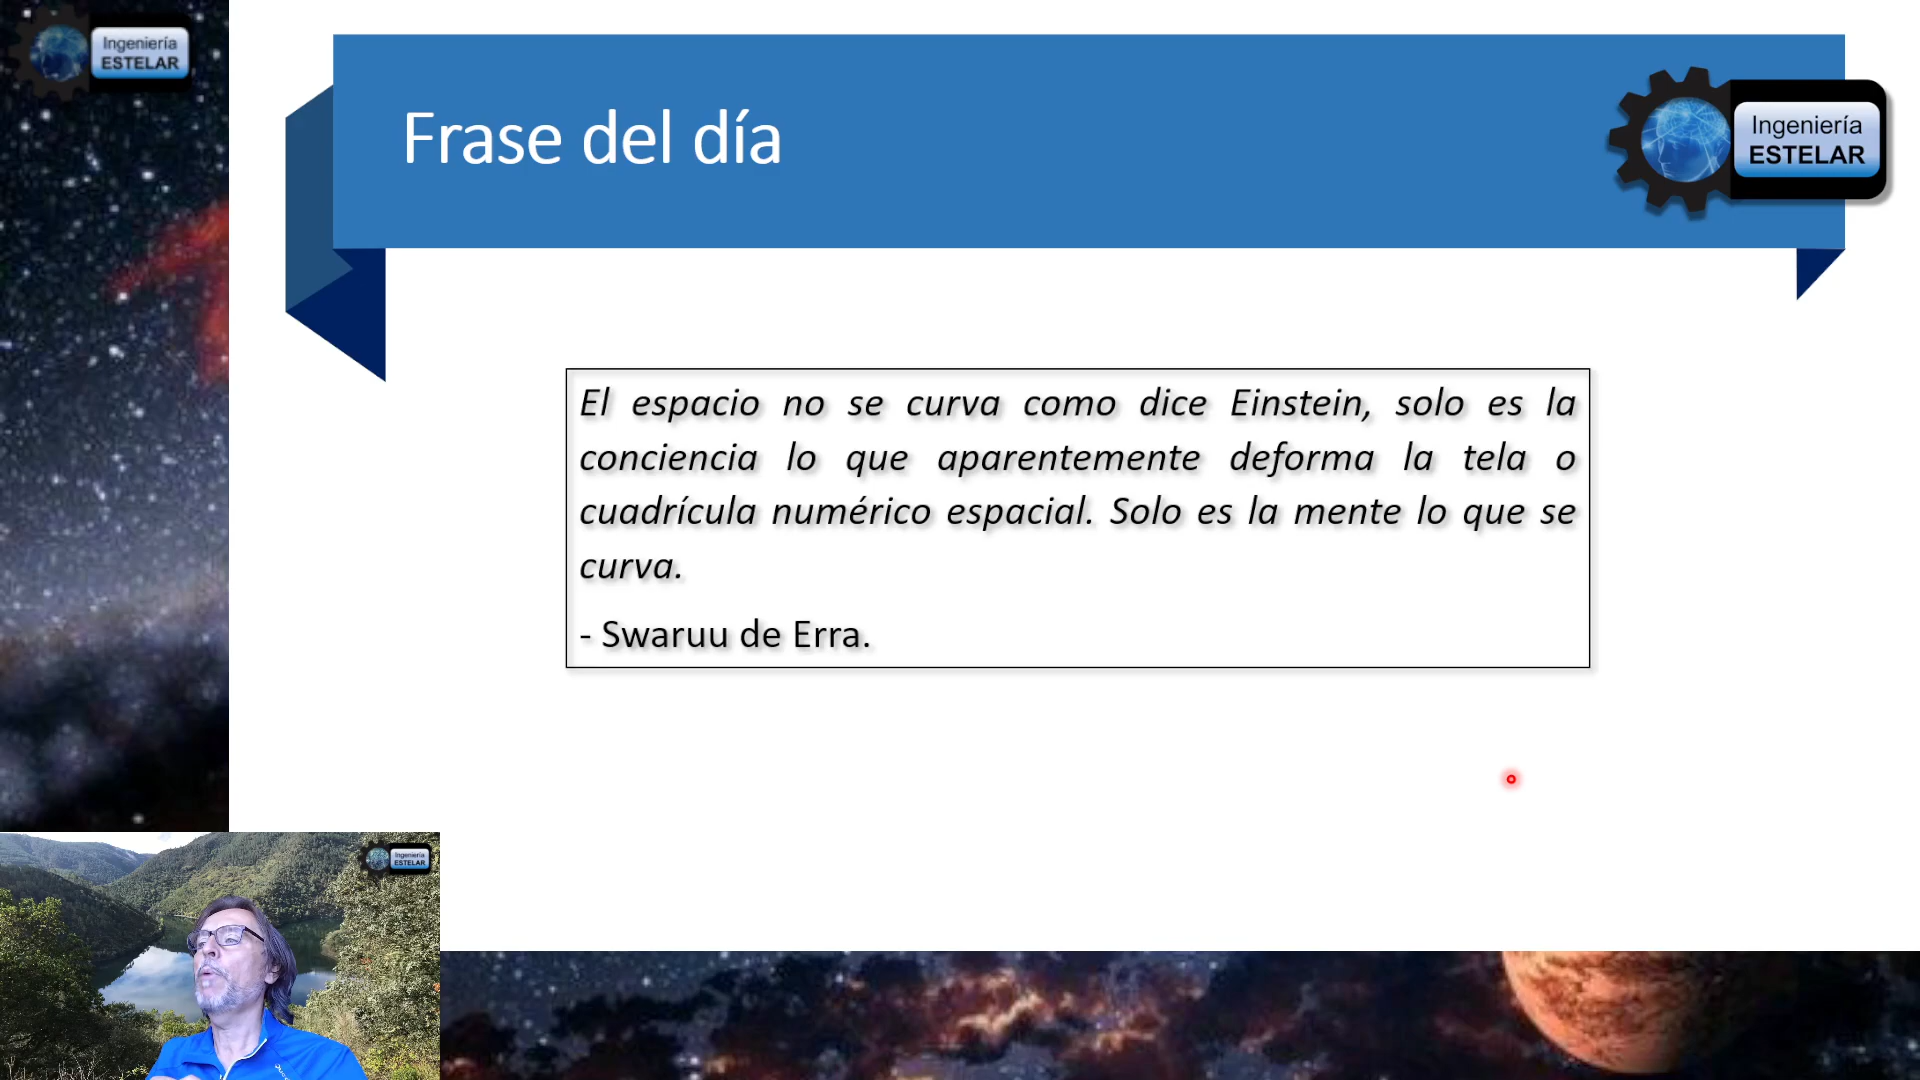 Ingeniería
ESTELAR
Frase del día
Ingeniería
ESTELAR
El espacio no se curva como dice Einstein, solo es la
conciencia lo que aparentemente deforma la tela o
cuadrícula numérico espacial. Solo es la mente lo que se
curva.
- Swaruu de Erra.
Ingeniería
ESTELAR